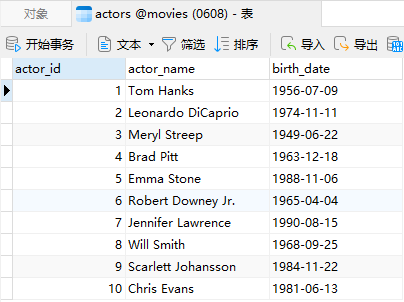 对象 actors @movies (0608) - 表
开始事务 文本 筛选 排序 导入 导出
actor_id actor_name birth_date
1 Tom Hanks 1956-07-09
2 Leonardo DiCaprio 1974-11-11
3 Meryl Streep 1949-06-22
4 Brad Pitt 1963-12-18
5 Emma Stone 1988-11-06
6 Robert Downey Jr. 1965-04-04
7 Jennifer Lawrence 1990-08-15
8 Will Smith 1968-09-25
9 Scarlett Johansson 1984-11-22
10 Chris Evans 1981-06-13